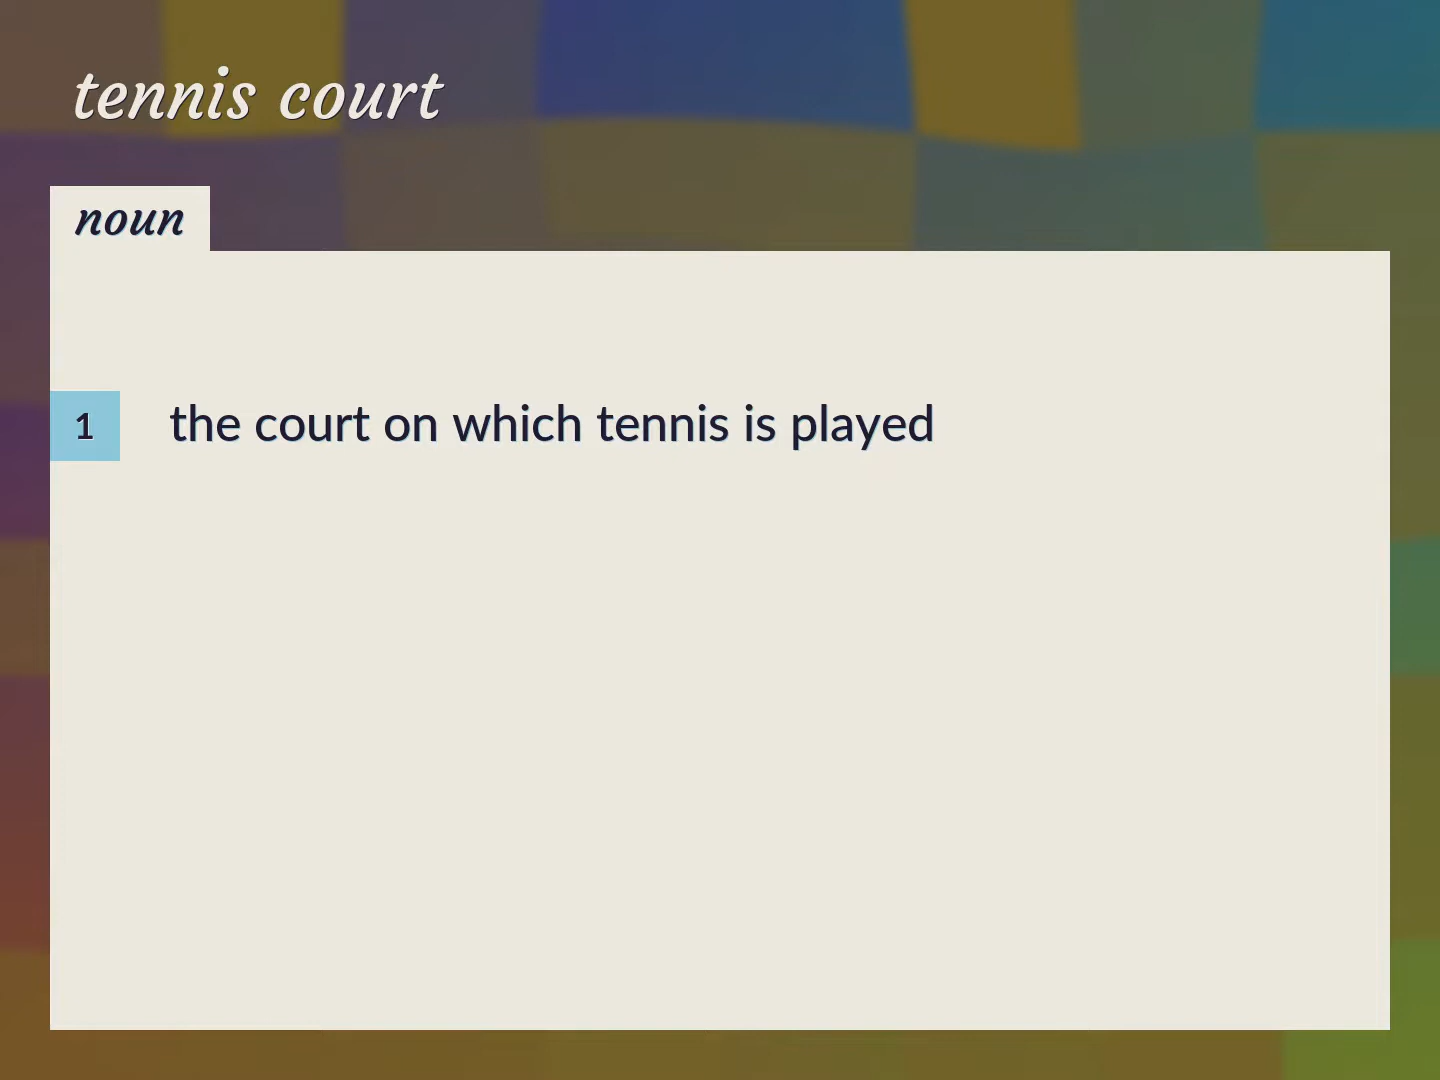 tennis court
noun
1 the court on which tennis is played